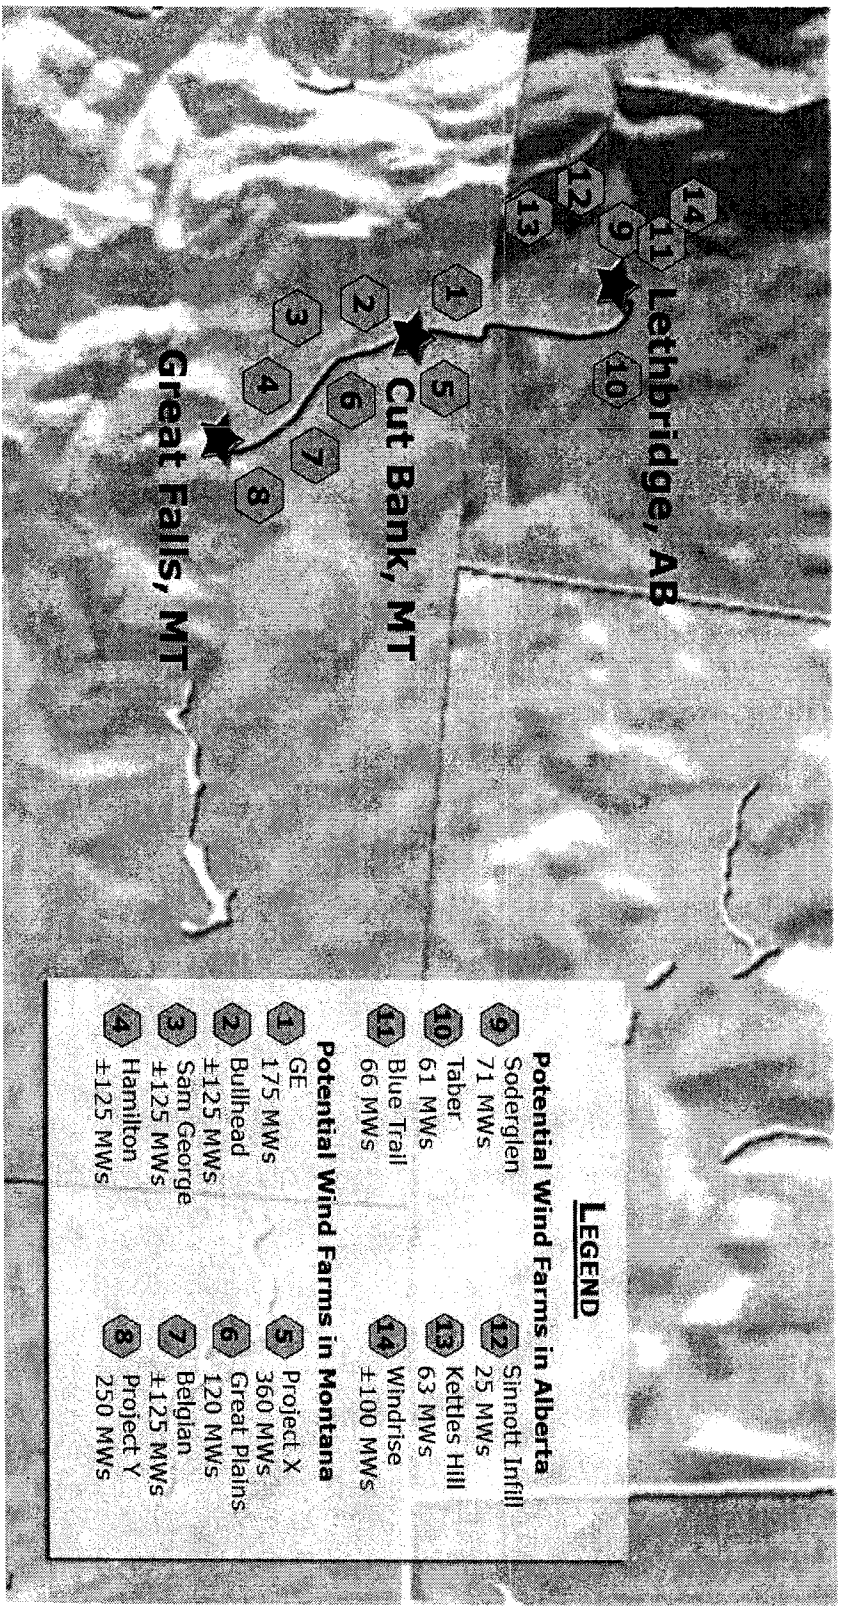 14
11
9
12
13
Lethbridge, AB
10
1
5
Cut Bank, MT
2
6
3
4
7
8
Great Falls, MT
LEGEND
Potential Wind Farms in Alberta
9 Soderglen
71 MWs
10 Taber
61 MWs
11 Blue Trail
66 MWs
12 Sinnott Infill
25 MWs
13 Kettles Hill
63 MWs
14 Windrise
±100 MWs
Potential Wind Farms in Montana
1 GE
175 MWs
2 Bullhead
±125 MWs
3 Sam George
±125 MWs
4 Hamilton
±125 MWs
5 Project X
360 MWs
6 Great Plains
120 MWs
7 Belgian
±125 MWs
8 Project Y
250 MWs